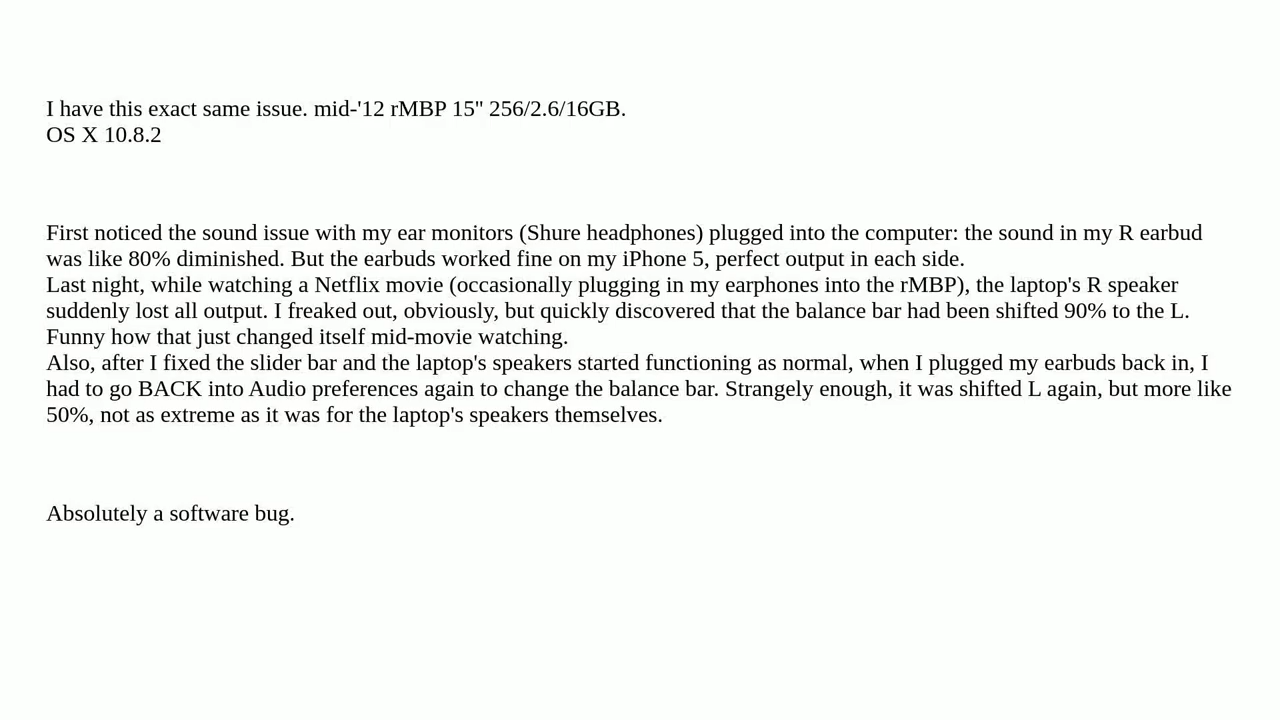 I have this exact same issue. mid-'12 rMBP 15" 256/2.6/16GB.
OS X 10.8.2
First noticed the sound issue with my ear monitors (Shure headphones) plugged into the computer: the sound in my R earbud
was like 80% diminished. But the earbuds worked fine on my iPhone 5, perfect output in each side.
Last night, while watching a Netflix movie (occasionally plugging in my earphones into the rMBP), the laptop's R speaker
suddenly lost all output. I freaked out, obviously, but quickly discovered that the balance bar had been shifted 90% to the L.
Funny how that just changed itself mid-movie watching.
Also, after I fixed the slider bar and the laptop's speakers started functioning as normal, when I plugged my earbuds back in, I
had to go BACK into Audio preferences again to change the balance bar. Strangely enough, it was shifted L again, but more like
50%, not as extreme as it was for the laptop's speakers themselves.
Absolutely a software bug.